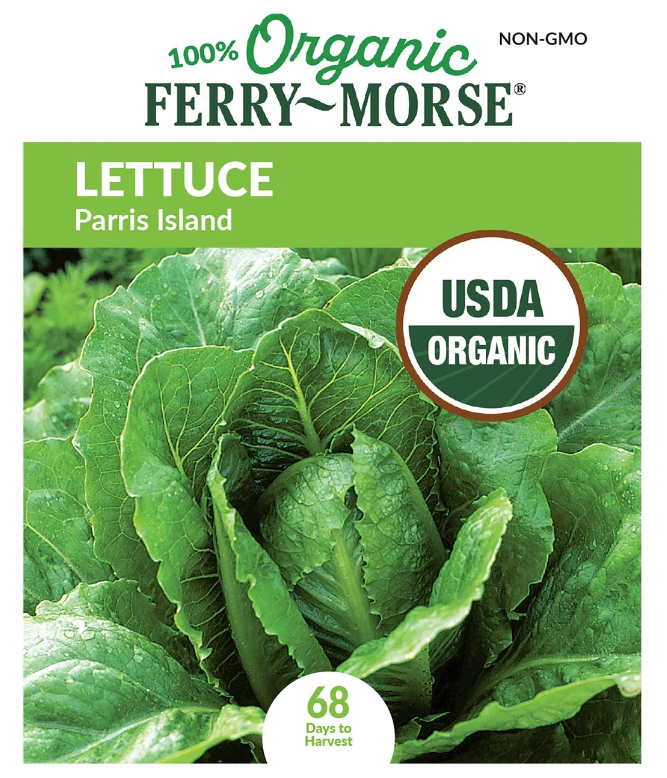 100% Organic
NON-GMO
FERRY~MORSE®
LETTUCE
Parris Island
USDA
ORGANIC
68
Days to
Harvest